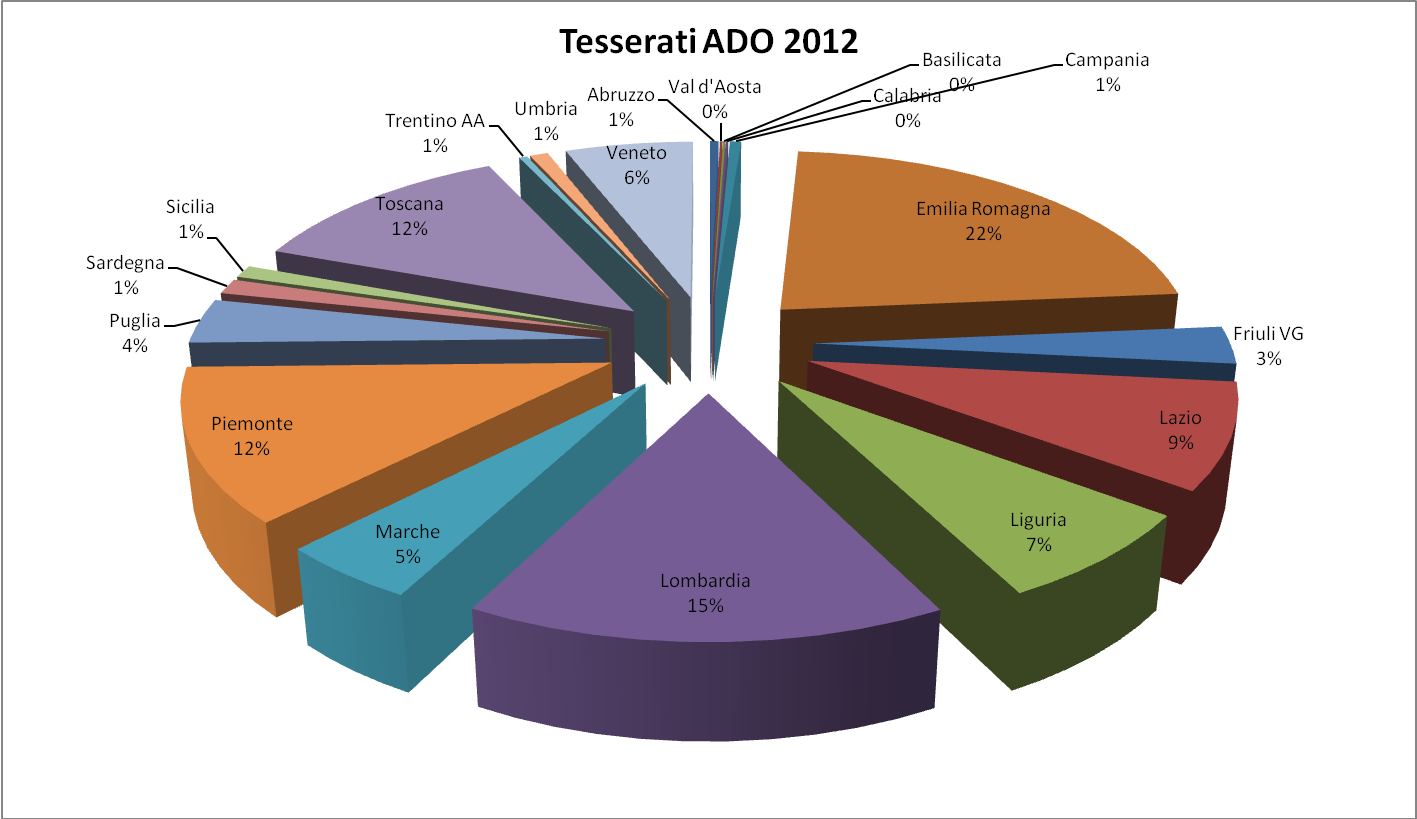 Tesserati ADO 2012
Abruzzo
1%
Val d'Aosta
0%
Basilicata
0%
Calabria
0%
Campania
1%
Emilia Romagna
22%
Friuli VG
3%
Lazio
9%
Liguria
7%
Lombardia
15%
Marche
5%
Piemonte
12%
Puglia
4%
Sardegna
1%
Sicilia
1%
Toscana
12%
Trentino AA
1%
Umbria
1%
Veneto
6%